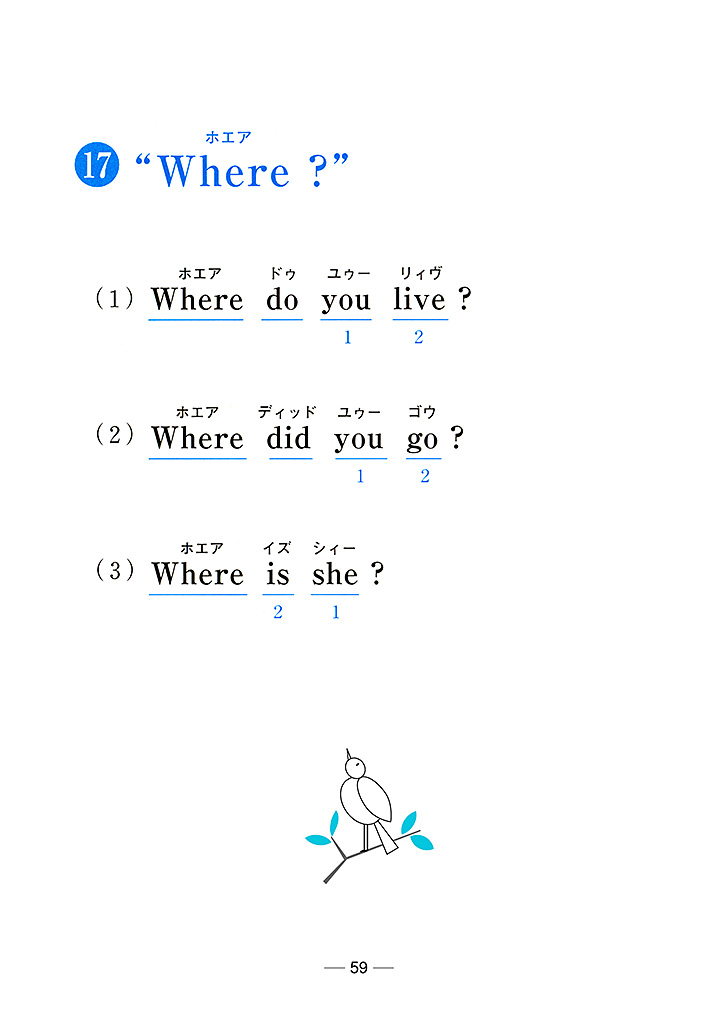 ホエア
17 “Where ?”
ホエア ドゥ ユゥー リィヴ
(1) Where do you live ?
1 2
ホエア ディッド ユゥー ゴウ
(2) Where did you go ?
1 2
ホエア イズ シィー
(3) Where is she ?
2 1
— 59 —